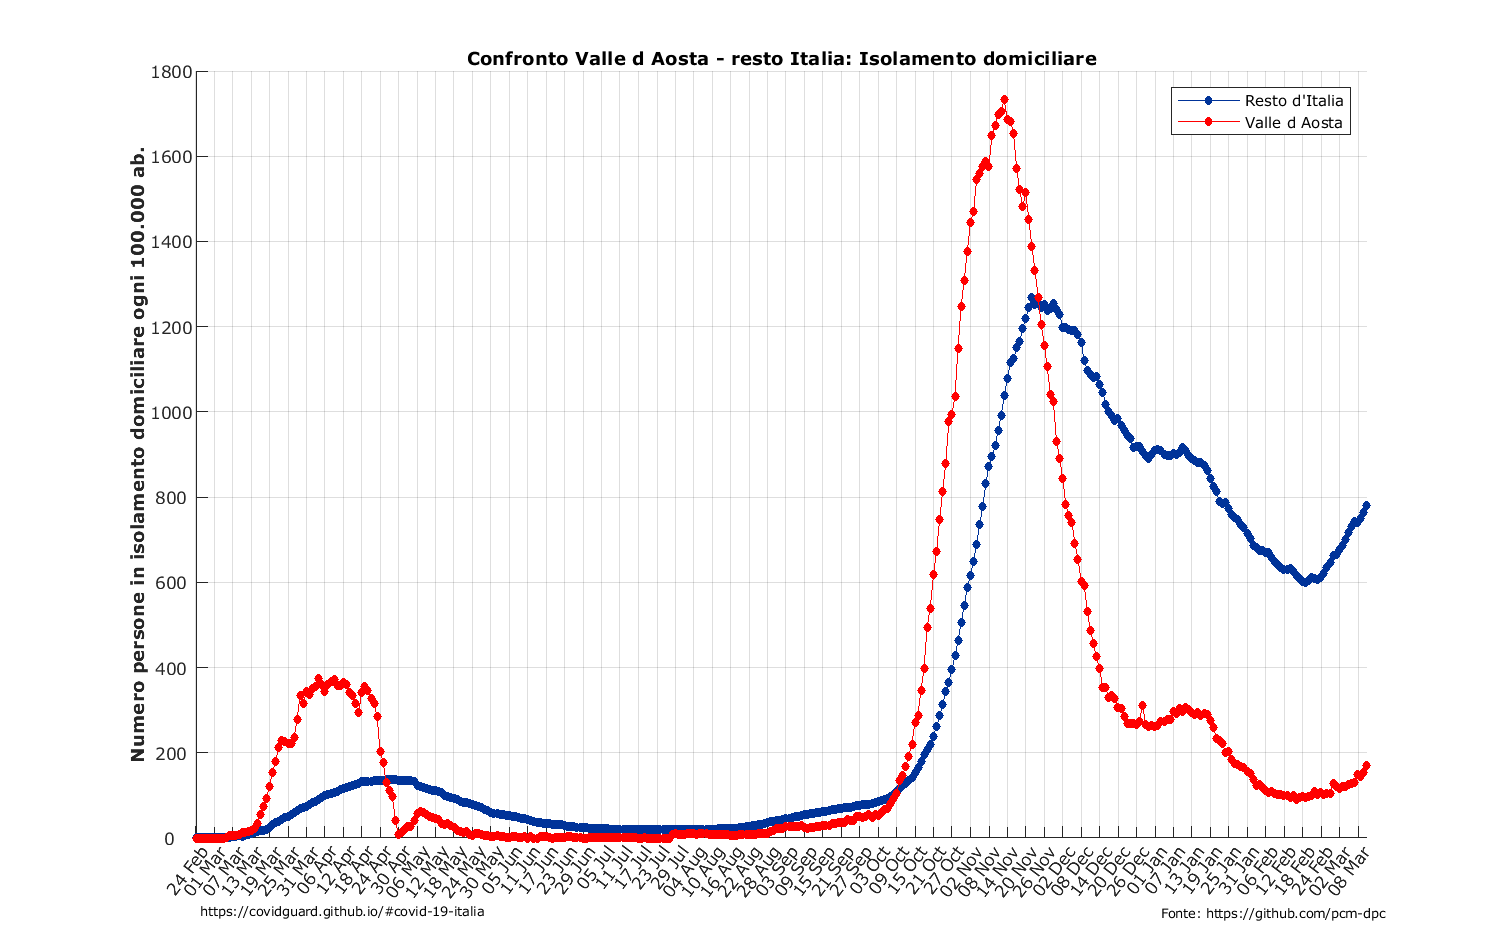 Confronto Valle d Aosta - resto Italia: Isolamento domiciliare
Numero persone in isolamento domiciliare ogni 100.000 ab.
1800
1600
1400
1200
1000
800
600
400
200
0
Resto d'Italia
Valle d Aosta
24 Feb
01 Mar
07 Mar
13 Mar
19 Mar
25 Mar
31 Mar
06 Apr
12 Apr
18 Apr
24 Apr
30 Apr
06 May
12 May
18 May
24 May
30 May
05 Jun
11 Jun
17 Jun
23 Jun
29 Jun
05 Jul
11 Jul
17 Jul
23 Jul
29 Jul
04 Aug
10 Aug
16 Aug
22 Aug
28 Aug
03 Sep
09 Sep
15 Sep
21 Sep
27 Sep
03 Oct
09 Oct
15 Oct
21 Oct
27 Oct
02 Nov
08 Nov
14 Nov
20 Nov
26 Nov
02 Dec
08 Dec
14 Dec
20 Dec
26 Dec
01 Jan
07 Jan
13 Jan
19 Jan
25 Jan
31 Jan
06 Feb
12 Feb
18 Feb
24 Feb
02 Mar
08 Mar
https://covidguard.github.io/#covid-19-italia
Fonte: https://github.com/pcm-dpc